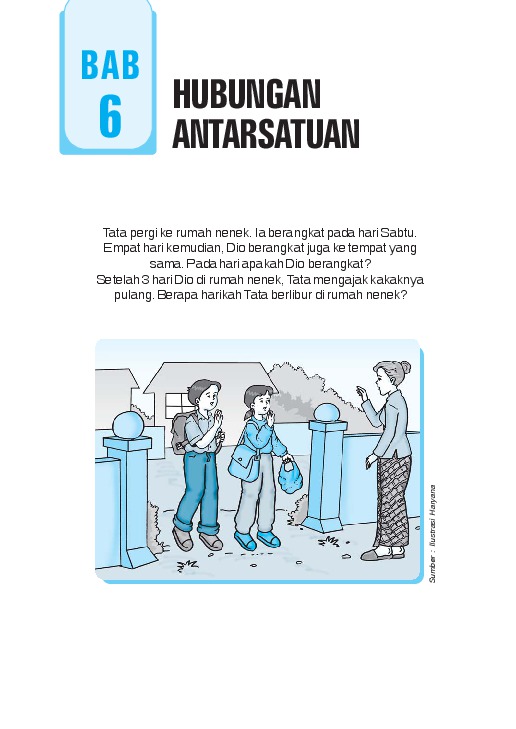 BAB
6
HUBUNGAN
ANTARSATUAN
Tata pergi ke rumah nenek. Ia berangkat pada hari Sabtu.
Empat hari kemudian, Dio berangkat juga ke tempat yang
sama. Pada hari apakah Dio berangkat?
Setelah 3 hari Dio di rumah nenek, Tata mengajak kakaknya
pulang. Berapa harikah Tata berlibur di rumah nenek?
Sumber : Ilustrasi Haryana